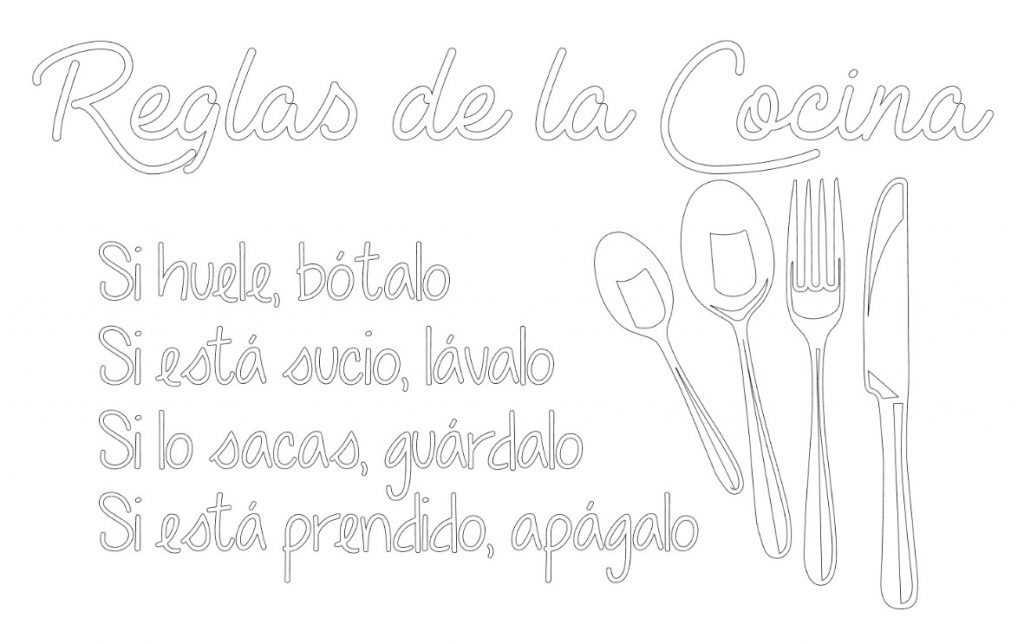 Reglas de la Cocina
Si huele, bótalo
Si está sucio, lávalo
Si lo sacas, guárdalo
Si está prendido, apágalo